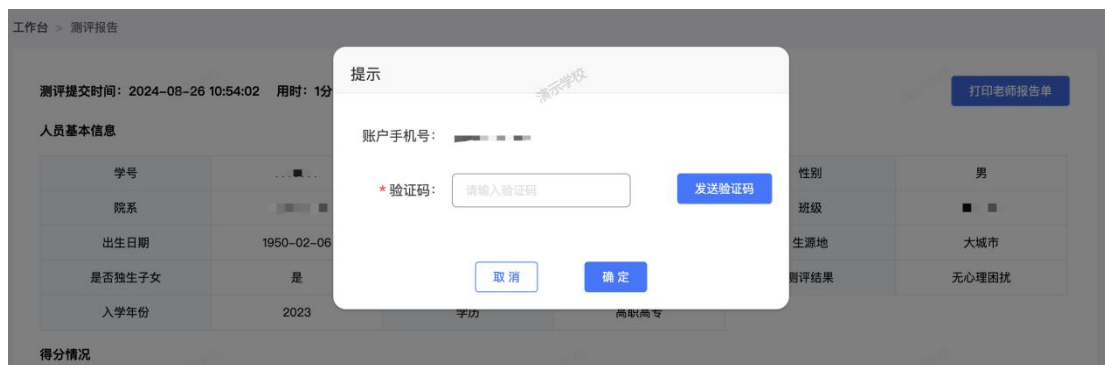 工作台 > 测评报告
提示
演示学校
测评提交时间：2024-08-26 10:54:02 用时：1分
打印老师报告单
人员基本信息
账户手机号：
学号 性别 男
*验证码： 请输入验证码 发送验证码
院系 班级
出生日期 1950-02-06 生源地 大城市
是否独生子女 是 取消 确定 测评结果 无心理困扰
入学年份 2023 学历 高职高专
得分情况